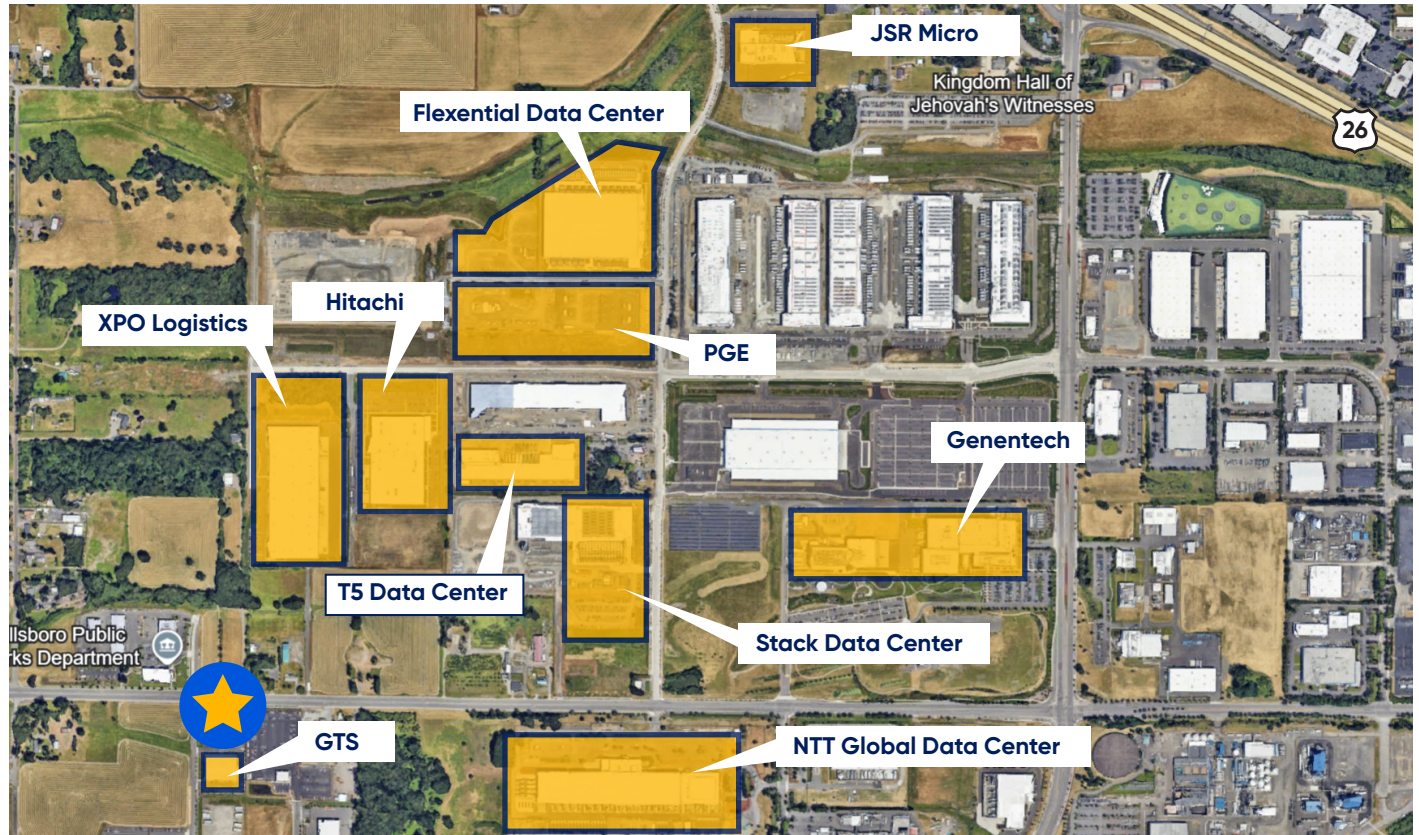 JSR Micro
Kingdom Hall of
Jehovah's Witnesses
Flexential Data Center
26
Hitachi
XPO Logistics
PGE
Genentech
T5 Data Center
Stack Data Center
llsboro Public
rks Department
GTS
NTT Global Data Center